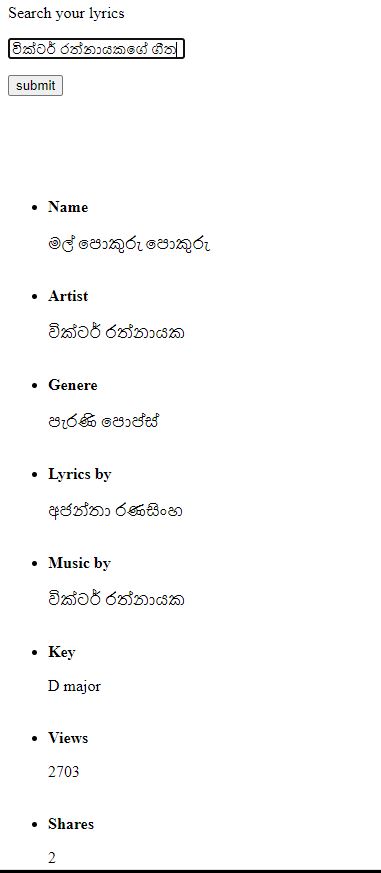 Search your lyrics
වික්ටර් රත්නායකගේ ගීත
submit
Name
මල් පොකුරු පොකුරු
Artist
වික්ටර් රත්නායක
Genere
පැරණි පොප්ස්
Lyrics by
අජන්තා රණසිංහ
Music by
වික්ටර් රත්නායක
Key
D major
Views
2703
Shares
2